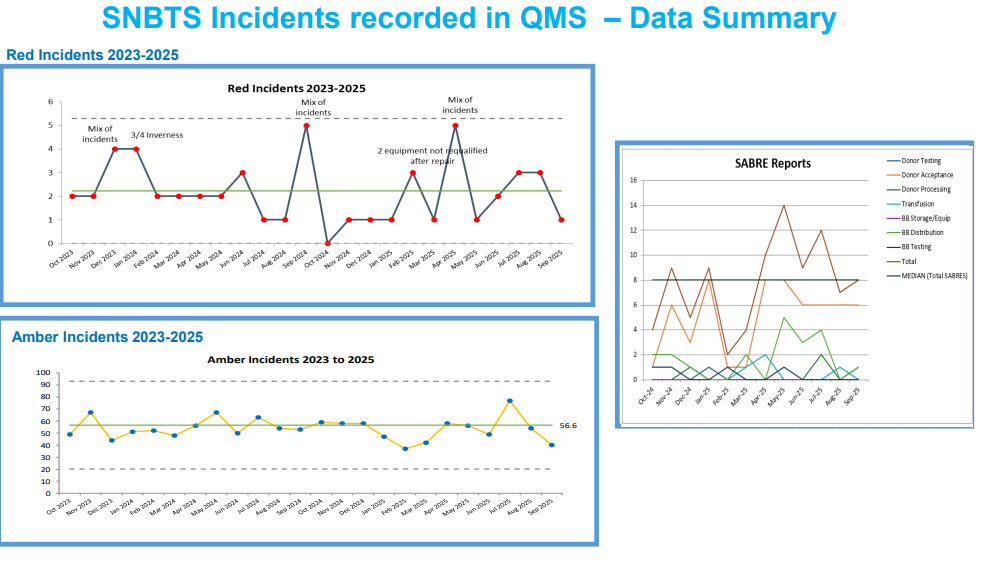 SNBTS Incidents recorded in QMS – Data Summary
Red Incidents 2023-2025
Red Incidents 2023-2025
6
5
4
3
2
1
0
Mix of
incidents
3/4 Inverness
Mix of
incidents
2 equipment not requalified
after repair
Mix of
incidents
Oct 2023
Nov 2023
Dec 2023
Jan 2024
Feb 2024
Mar 2024
Apr 2024
May 2024
Jun 2024
Jul 2024
Aug 2024
Sep 2024
Oct 2024
Nov 2024
Dec 2024
Jan 2025
Feb 2025
Mar 2025
Apr 2025
May 2025
Jun 2025
Jul 2025
Aug 2025
Sep 2025
Amber Incidents 2023-2025
Amber Incidents 2023 to 2025
100
90
80
70
60
50
40
30
20
10
0
56.6
Oct 2023
Nov 2023
Dec 2023
Jan 2024
Feb 2024
Mar 2024
Apr 2024
May 2024
Jun 2024
Jul 2024
Aug 2024
Sep 2024
Oct 2024
Nov 2024
Dec 2024
Jan 2025
Feb 2025
Mar 2025
Apr 2025
May 2025
Jun 2025
Jul 2025
Aug 2025
Sep 2025
SABRE Reports
16
14
12
10
8
6
4
2
0
Oct-24
Nov-24
Dec-24
Jan-25
Feb-25
Mar-25
Apr-25
May-25
Jun-25
Jul-25
Aug-25
Sep-25
Donor Testing
Donor Acceptance
Donor Processing
Transfusion
BB Storage/Equip
BB Distribution
BB Testing
Total
MEDIAN (Total SABRES)